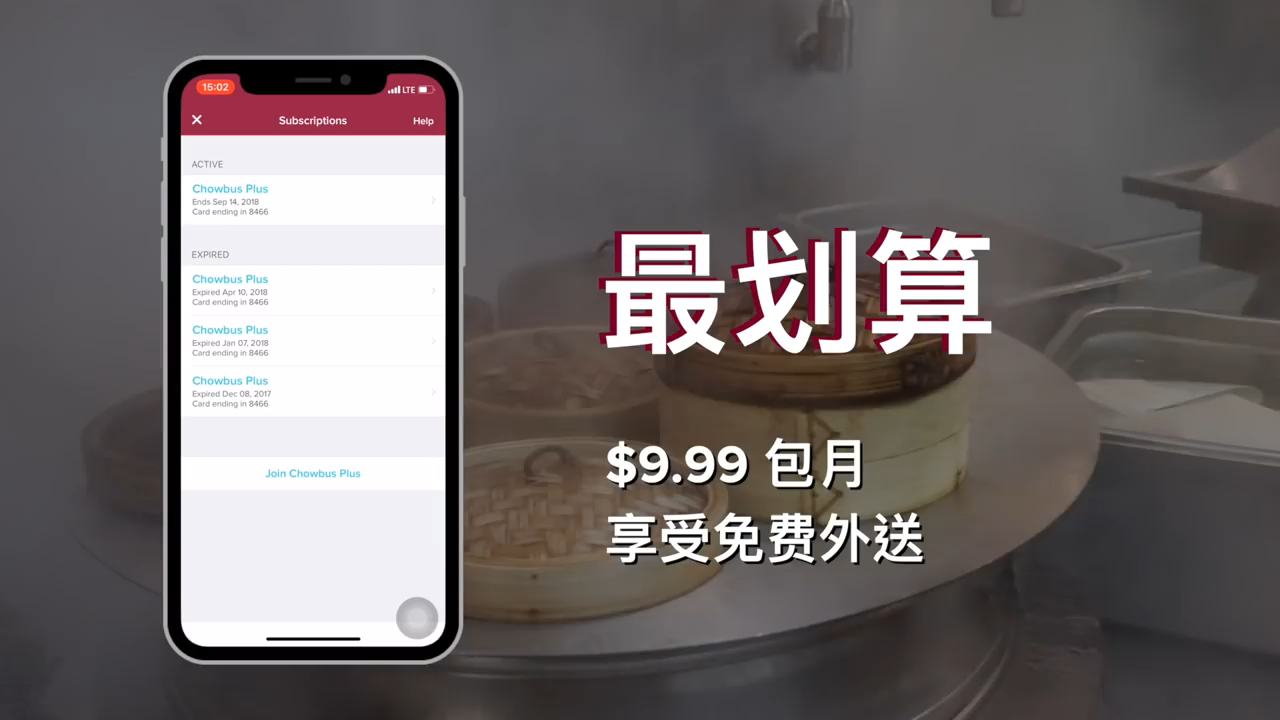 15:02
LTE
Subscriptions
Help
ACTIVE
Chowbus Plus
Ends Sep 14, 2018
Card ending in 8466
EXPIRED
Chowbus Plus
Expired Apr 10, 2018
Card ending in 8466
Chowbus Plus
Expired Jan 07, 2018
Card ending in 8466
Chowbus Plus
Expired Dec 08, 2017
Card ending in 8466
Join Chowbus Plus
最划算
$9.99 包月
享受免费外送